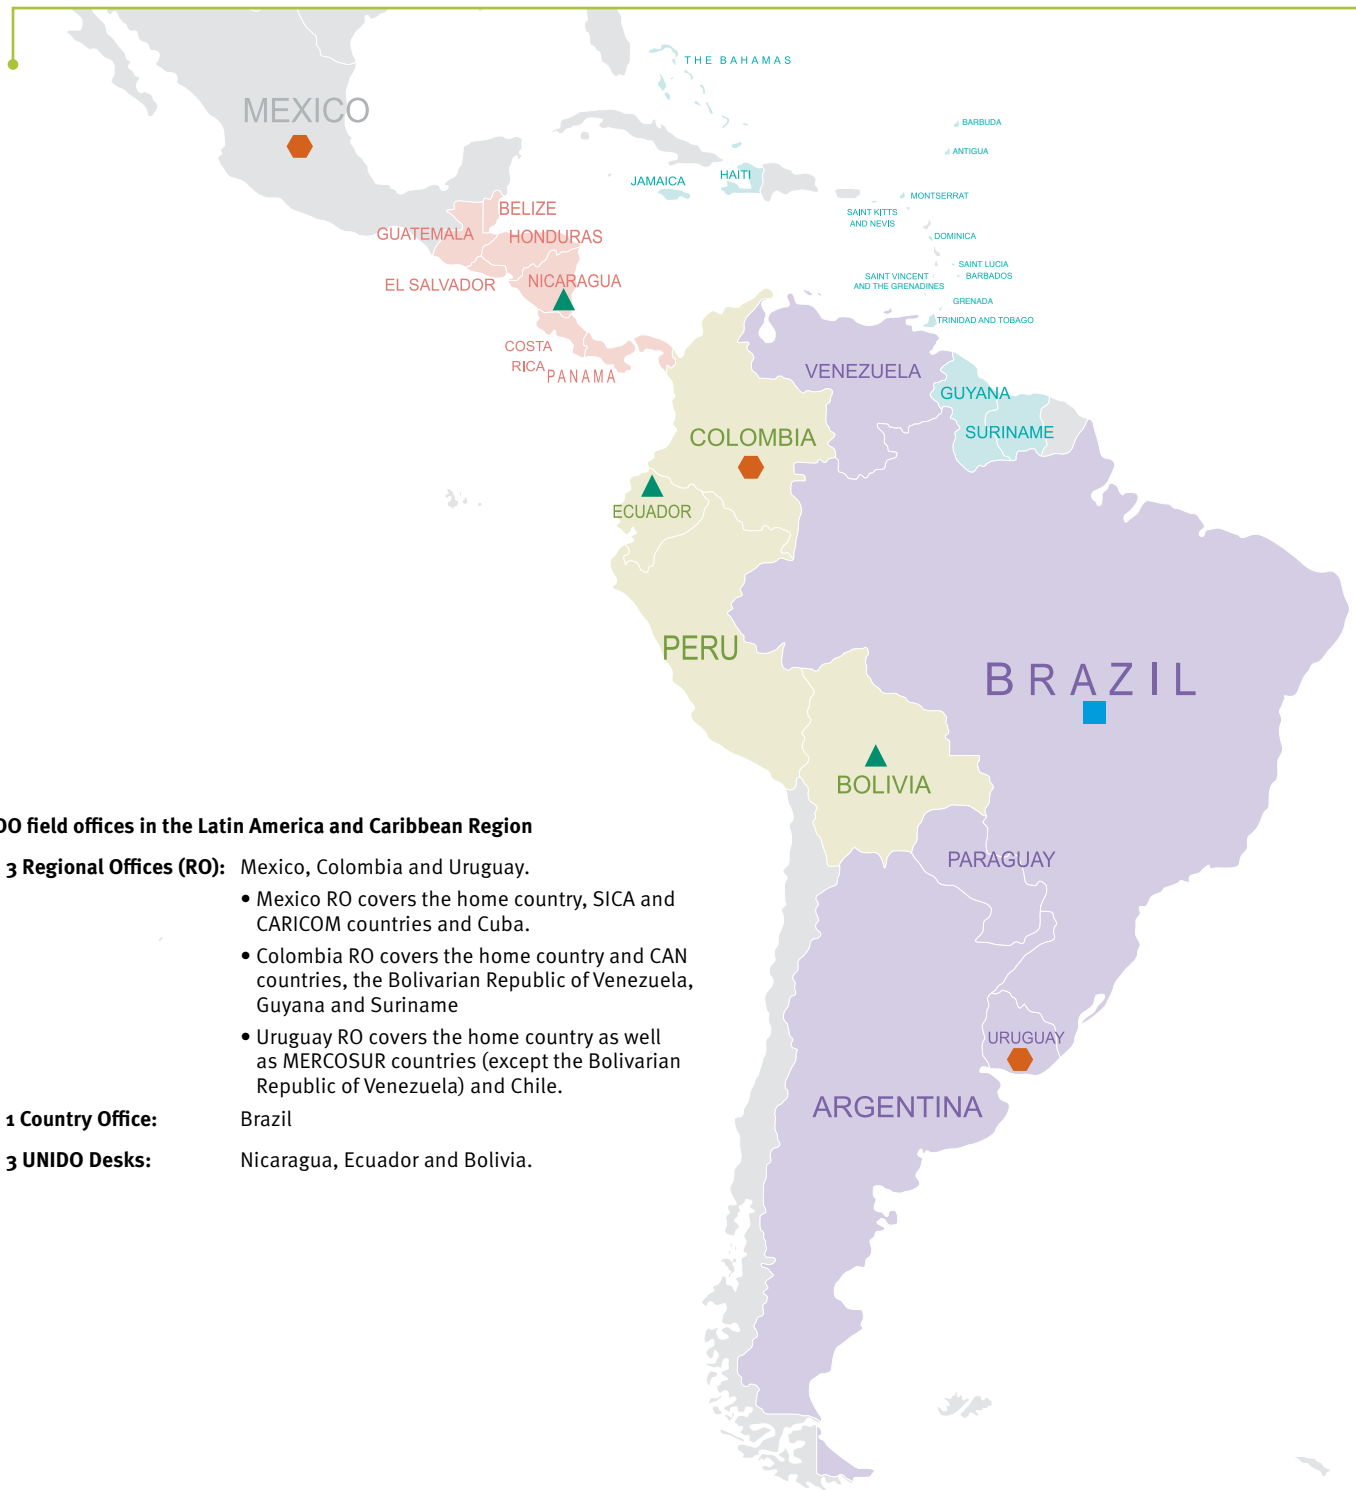 THE BAHAMAS
MEXICO
BARBUDA
ANTIGUA
JAMAICA
HAITI
MONTSERRAT
BELIZE
SAINT KITTS
AND NEVIS
GUATEMALA
HONDURAS
DOMINICA
SAINT LUCIA
EL SALVADOR
NICARAGUA
SAINT VINCENT
AND THE GRENADINES
BARBADOS
GRENADA
TRINIDAD AND TOBAGO
COSTA
RICA
PANAMA
VENEZUELA
GUYANA
SURINAME
COLOMBIA
ECUADOR
PERU
BRAZIL
BOLIVIA
DO field offices in the Latin America and Caribbean Region
3 Regional Offices (RO): Mexico, Colombia and Uruguay.
• Mexico RO covers the home country, SICA and
CARICOM countries and Cuba.
• Colombia RO covers the home country and CAN
countries, the Bolivarian Republic of Venezuela,
Guyana and Suriname
• Uruguay RO covers the home country as well
as MERCOSUR countries (except the Bolivarian
Republic of Venezuela) and Chile.
1 Country Office: Brazil
3 UNIDO Desks: Nicaragua, Ecuador and Bolivia.
PARAGUAY
URUGUAY
ARGENTINA